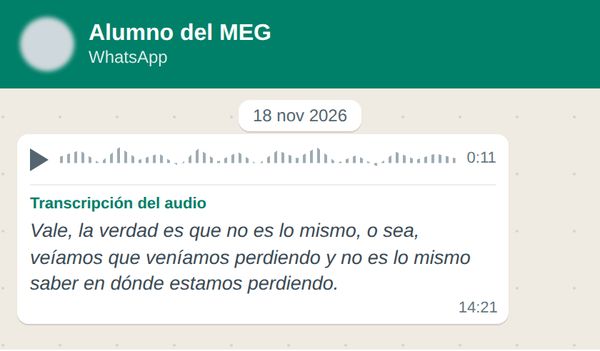 Alumno del MEG
WhatsApp
18 nov 2026
0:11
Transcripción del audio
Vale, la verdad es que no es lo mismo, o sea,
veíamos que veníamos perdiendo y no es lo mismo
saber en dónde estamos perdiendo.
14:21